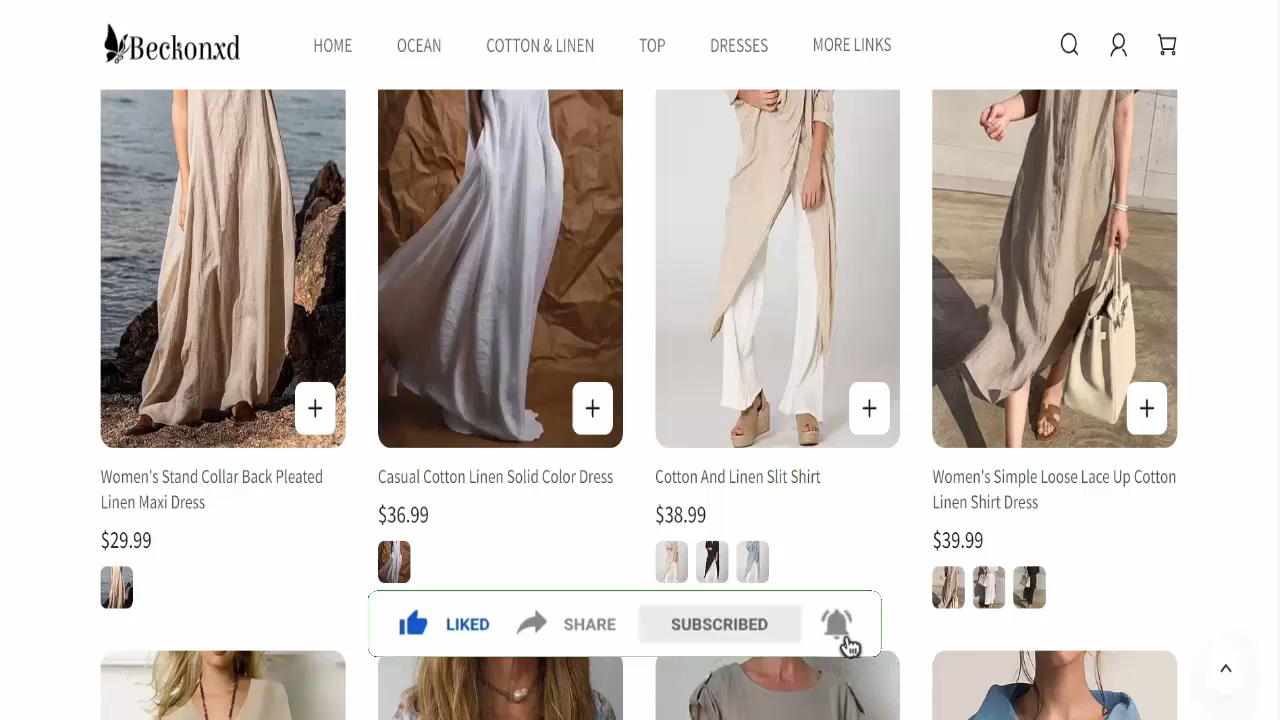 Beckonxd
HOME
OCEAN
COTTON & LINEN
TOP
DRESSES
MORE LINKS
Women's Stand Collar Back Pleated
Linen Maxi Dress
$29.99
Casual Cotton Linen Solid Color Dress
$36.99
Cotton And Linen Slit Shirt
$38.99
Women's Simple Loose Lace Up Cotton
Linen Shirt Dress
$39.99
LIKED
SHARE
SUBSCRIBED